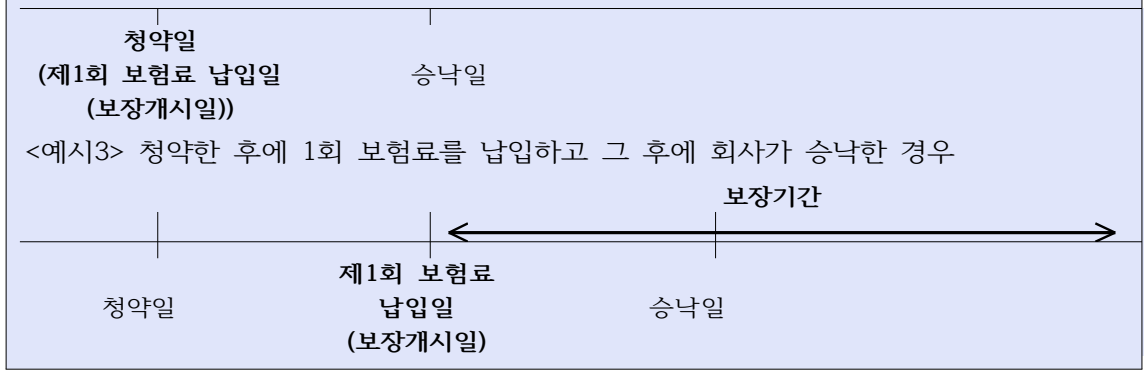 청약일
(제1회 보험료 납입일 승낙일
(보장개시일))
<예시3> 청약한 후에 1회 보험료를 납입하고 그 후에 회사가 승낙한 경우
보장기간
제1회 보험료
청약일 납입일 승낙일
(보장개시일)